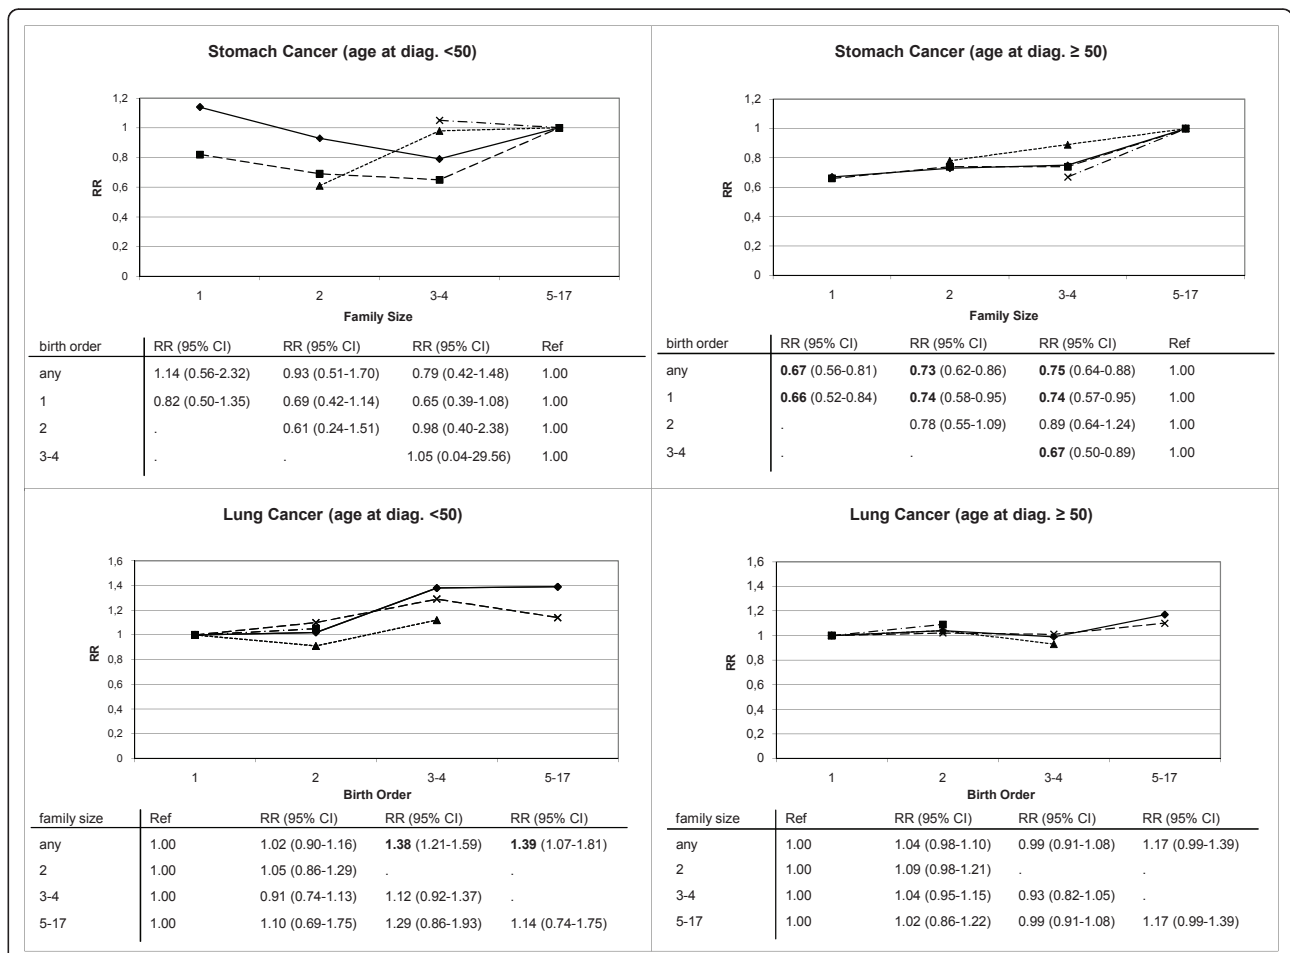 Stomach Cancer (age at diag. <50)
1,2
1
0,8
0,6
0,4
0,2
0
RR
1 2 3-4 5-17
Family Size
birth order RR (95% CI) RR (95% CI) RR (95% CI) Ref
any 1.14 (0.56-2.32) 0.93 (0.51-1.70) 0.79 (0.42-1.48) 1.00
1 0.82 (0.50-1.35) 0.69 (0.42-1.14) 0.65 (0.39-1.08) 1.00
2 . 0.61 (0.24-1.51) 0.98 (0.40-2.38) 1.00
3-4 . . 1.05 (0.04-29.56) 1.00
Stomach Cancer (age at diag. ≥ 50)
1,2
1
0,8
0,6
0,4
0,2
0
RR
1 2 3-4 5-17
Family Size
birth order RR (95% CI) RR (95% CI) RR (95% CI) Ref
any 0.67 (0.56-0.81) 0.73 (0.62-0.86) 0.75 (0.64-0.88) 1.00
1 0.66 (0.52-0.84) 0.74 (0.58-0.95) 0.74 (0.57-0.95) 1.00
2 . 0.78 (0.55-1.09) 0.89 (0.64-1.24) 1.00
3-4 . . 0.67 (0.50-0.89) 1.00
Lung Cancer (age at diag. <50)
1,6
1,4
1,2
1
0,8
0,6
0,4
0,2
0
RR
1 2 3-4 5-17
Birth Order
family size Ref RR (95% CI) RR (95% CI) RR (95% CI)
any 1.00 1.02 (0.90-1.16) 1.38 (1.21-1.59) 1.39 (1.07-1.81)
2 1.00 1.05 (0.86-1.29) . .
3-4 1.00 0.91 (0.74-1.13) 1.12 (0.92-1.37) .
5-17 1.00 1.10 (0.69-1.75) 1.29 (0.86-1.93) 1.14 (0.74-1.75)
Lung Cancer (age at diag. ≥ 50)
1,6
1,4
1,2
1
0,8
0,6
0,4
0,2
0
RR
1 2 3-4 5-17
Birth Order
family size Ref RR (95% CI) RR (95% CI) RR (95% CI)
any 1.00 1.04 (0.98-1.10) 0.99 (0.91-1.08) 1.17 (0.99-1.39)
2 1.00 1.09 (0.98-1.21) . .
3-4 1.00 1.04 (0.95-1.15) 0.93 (0.82-1.05) .
5-17 1.00 1.02 (0.86-1.22) 0.99 (0.91-1.08) 1.17 (0.99-1.39)